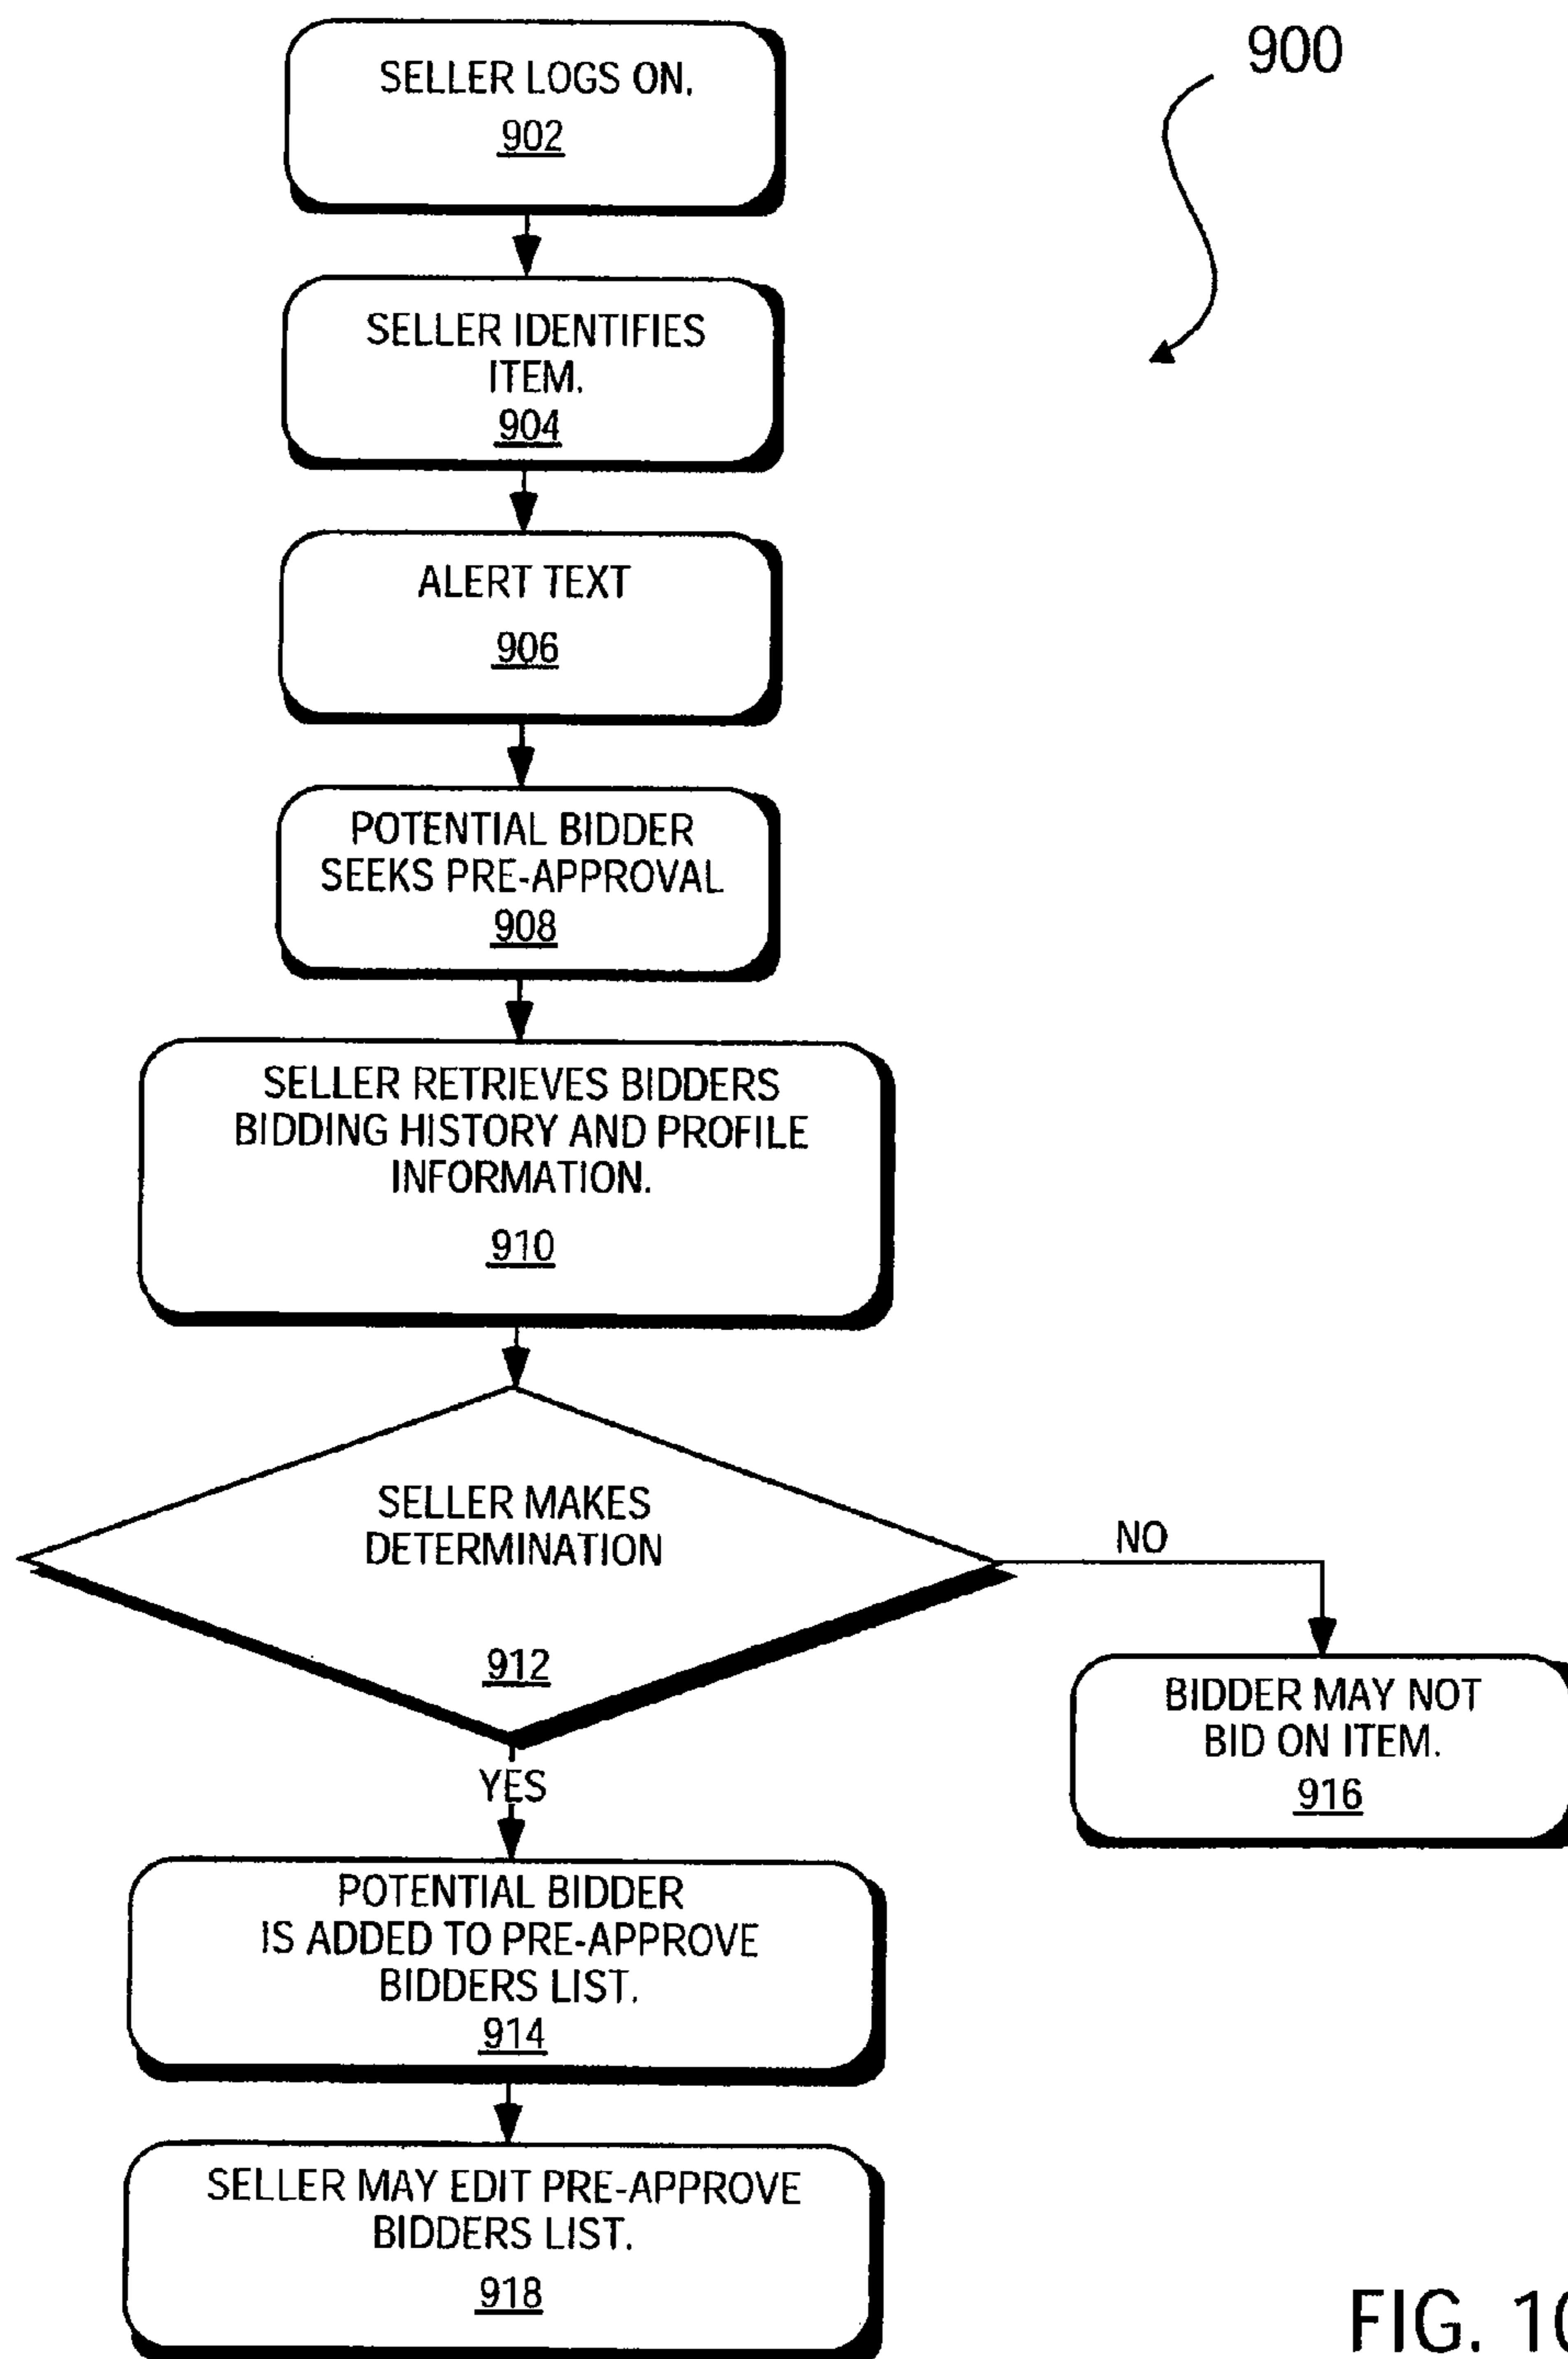 900
SELLER LOGS ON.
902
SELLER IDENTIFIES
ITEM.
904
ALERT TEXT
906
POTENTIAL BIDDER
SEEKS PRE-APPROVAL
908
SELLER RETRIEVES BIDDERS
BIDDING HISTORY AND PROFILE
INFORMATION.
910
SELLER MAKES
DETERMINATION
912
NO
BIDDER MAY NOT
BID ON ITEM.
916
YES
POTENTIAL BIDDER
IS ADDED TO PRE-APPROVE
BIDDERS LIST.
914
SELLER MAY EDIT PRE-APPROVE
BIDDERS LIST.
918
FIG.